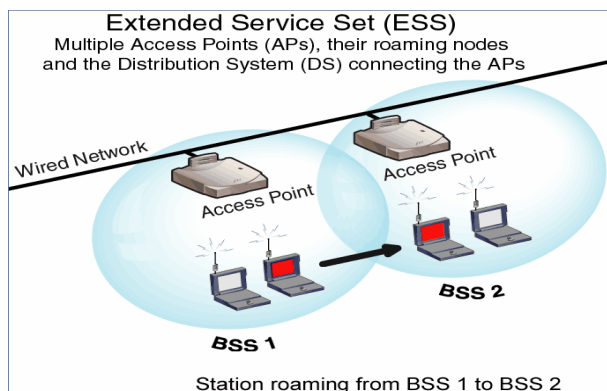 Extended Service Set (ESS)
Multiple Access Points (APs), their roaming nodes
and the Distribution System (DS) connecting the APs
Wired Network
Access Point
Access Point
BSS 2
BSS 1
Station roaming from BSS 1 to BSS 2